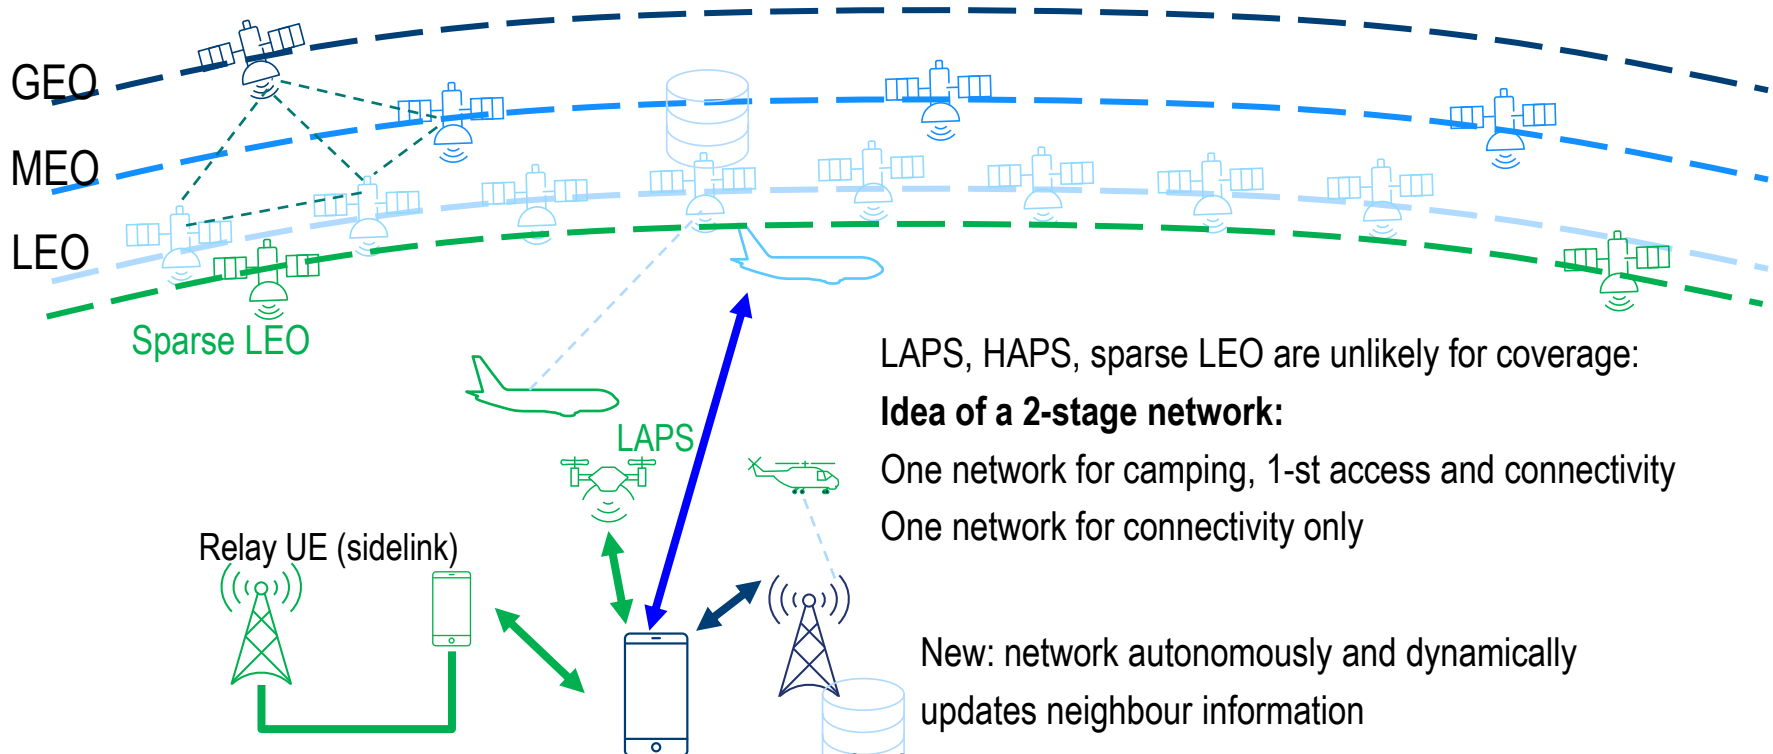 GEO
MEO
LEO
Sparse LEO
LAPS, HAPS, sparse LEO are unlikely for coverage:
Idea of a 2-stage network:
LAPS
One network for camping, 1-st access and connectivity
One network for connectivity only
Relay UE (sidelink)
New: network autonomously and dynamically
updates neighbour information